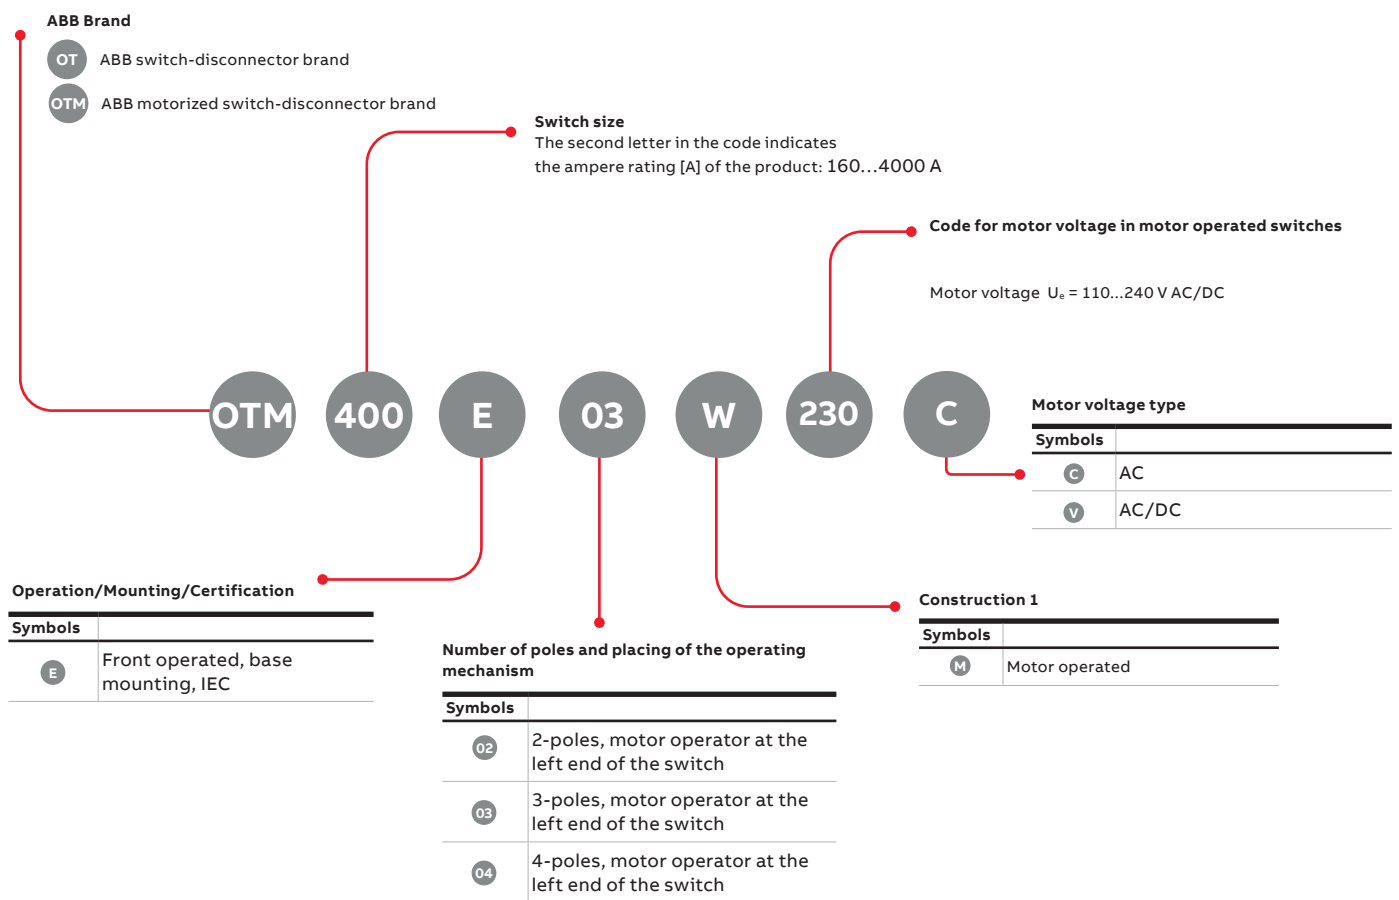 ABB Brand
OT ABB switch-disconnector brand
OTM ABB motorized switch-disconnector brand
Switch size
The second letter in the code indicates
the ampere rating [A] of the product: 160...4000 A
Code for motor voltage in motor operated switches
Motor voltage Uₑ = 110...240 V AC/DC
OTM 400 E 03 W 230 C
Motor voltage type
Symbols
C AC
V AC/DC
Operation/Mounting/Certification
Symbols
E Front operated, base
mounting, IEC
Number of poles and placing of the operating
mechanism
Symbols
02 2-poles, motor operator at the
left end of the switch
03 3-poles, motor operator at the
left end of the switch
04 4-poles, motor operator at the
left end of the switch
Construction 1
Symbols
M Motor operated